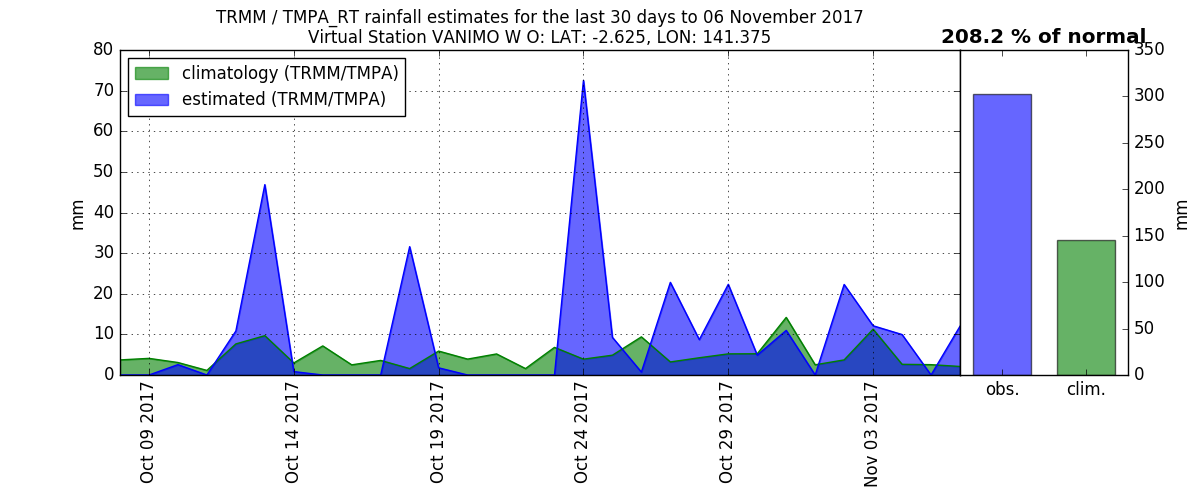 TRMM / TMPA_RT rainfall estimates for the last 30 days to 06 November 2017
Virtual Station VANIMO W O: LAT: -2.625, LON: 141.375
208.2 % of normal
climatology (TRMM/TMPA)
estimated (TRMM/TMPA)
80
70
60
50
40
30
20
10
0
mm
Oct 09 2017
Oct 14 2017
Oct 19 2017
Oct 24 2017
Oct 29 2017
Nov 03 2017
350
300
250
200
150
100
50
0
mm
obs.
clim.